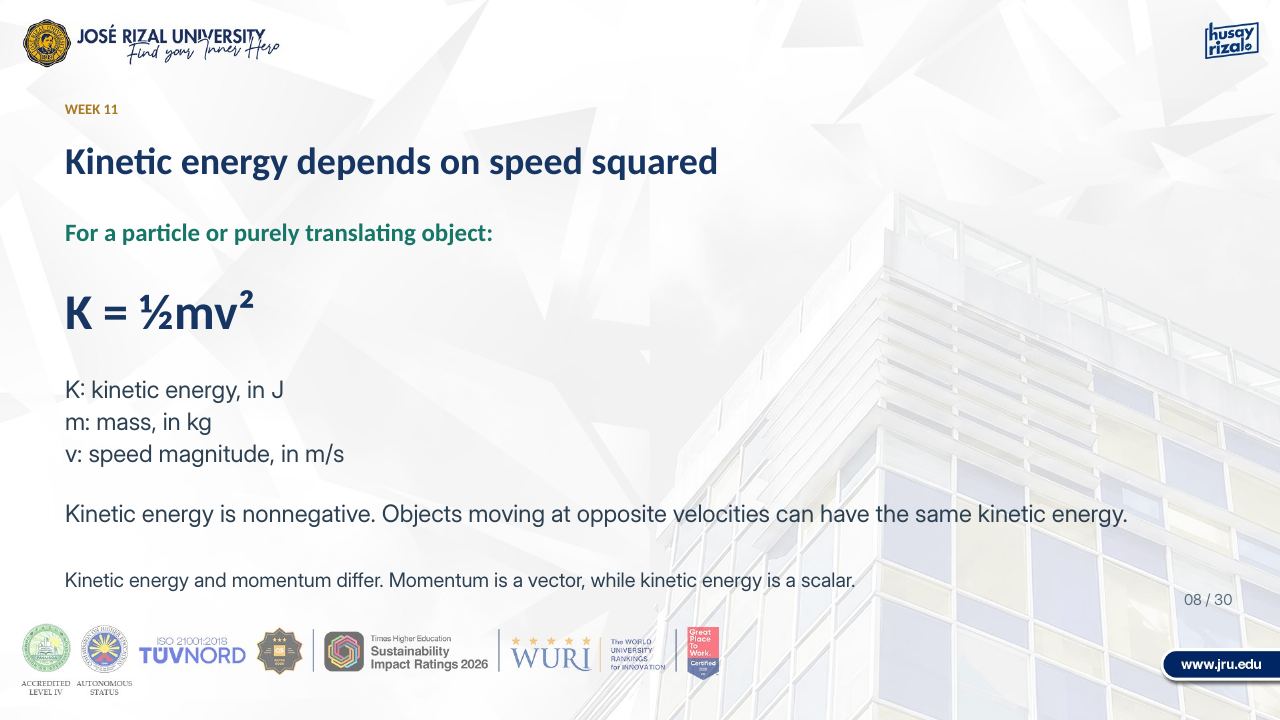 JOSÉ RIZAL UNIVERSITY
Find your Inner Hero
husay
rizal
WEEK 11
Kinetic energy depends on speed squared
For a particle or purely translating object:
K = ½mv²
K: kinetic energy, in J
m: mass, in kg
v: speed magnitude, in m/s
Kinetic energy is nonnegative. Objects moving at opposite velocities can have the same kinetic energy.
Kinetic energy and momentum differ. Momentum is a vector, while kinetic energy is a scalar.
08 / 30
ACCREDITED
LEVEL IV
AUTONOMOUS
STATUS
ISO 21001:2018
TÜVNORD
Times Higher Education
Sustainability
Impact Ratings 2026
WURI
The WORLD
UNIVERSITY
RANKINGS
for INNOVATION
Great
Place
To
Work.
Certified
www.jru.edu